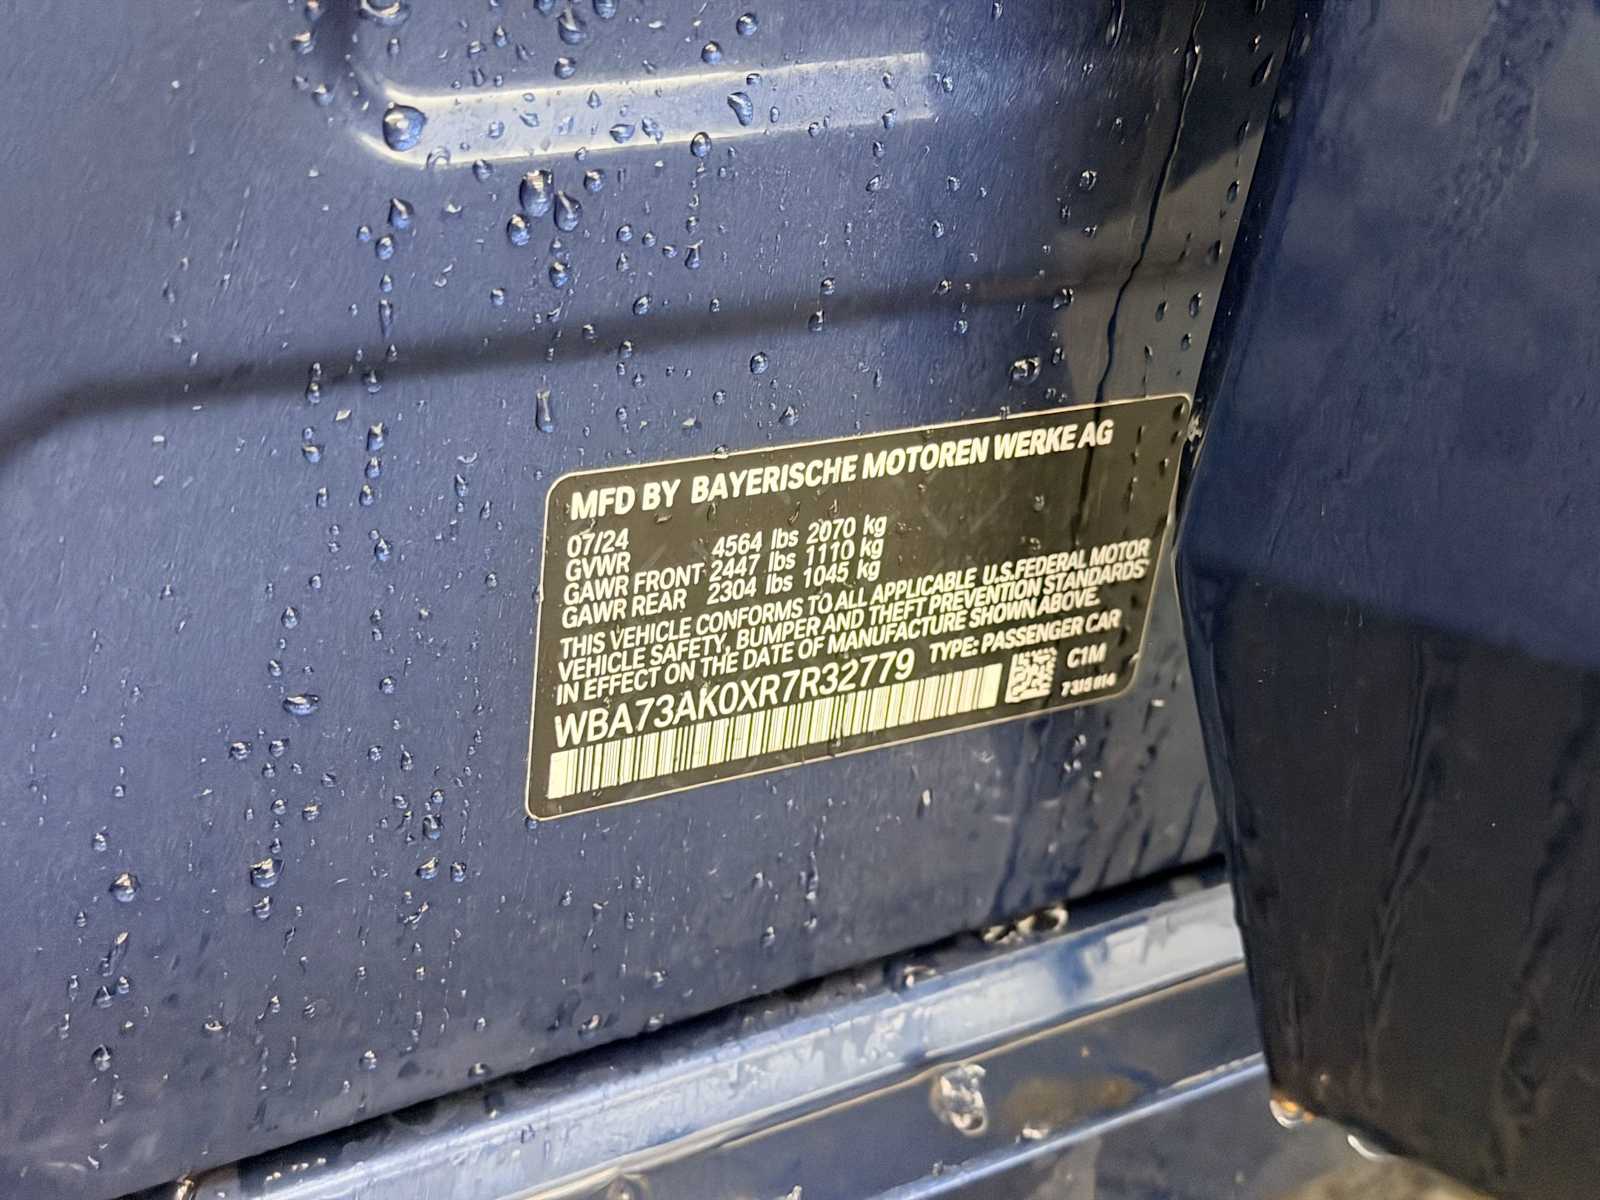 MFD BY BAYERISCHE MOTOREN WERKE AG
07/24
GVWR 4564 lbs 2070 kg
GAWR FRONT 2447 lbs 1110 kg
GAWR REAR 2304 lbs 1045 kg
THIS VEHICLE CONFORMS TO ALL APPLICABLE U.S.FEDERAL MOTOR
VEHICLE SAFETY, BUMPER AND THEFT PREVENTION STANDARDS
IN EFFECT ON THE DATE OF MANUFACTURE SHOWN ABOVE.
WBA73AK0XR7R32779 TYPE: PASSENGER CAR
C1M